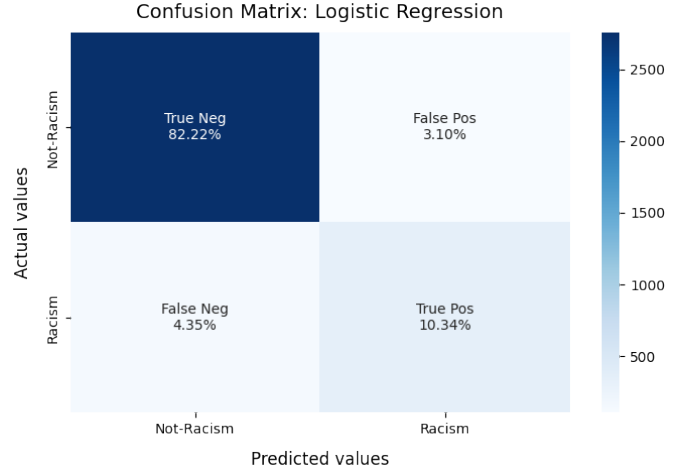 Confusion Matrix: Logistic Regression
Actual values
Not-Racism
Racism
True Neg
82.22%
False Pos
3.10%
False Neg
4.35%
True Pos
10.34%
Not-Racism
Racism
Predicted values
2500
2000
1500
1000
500